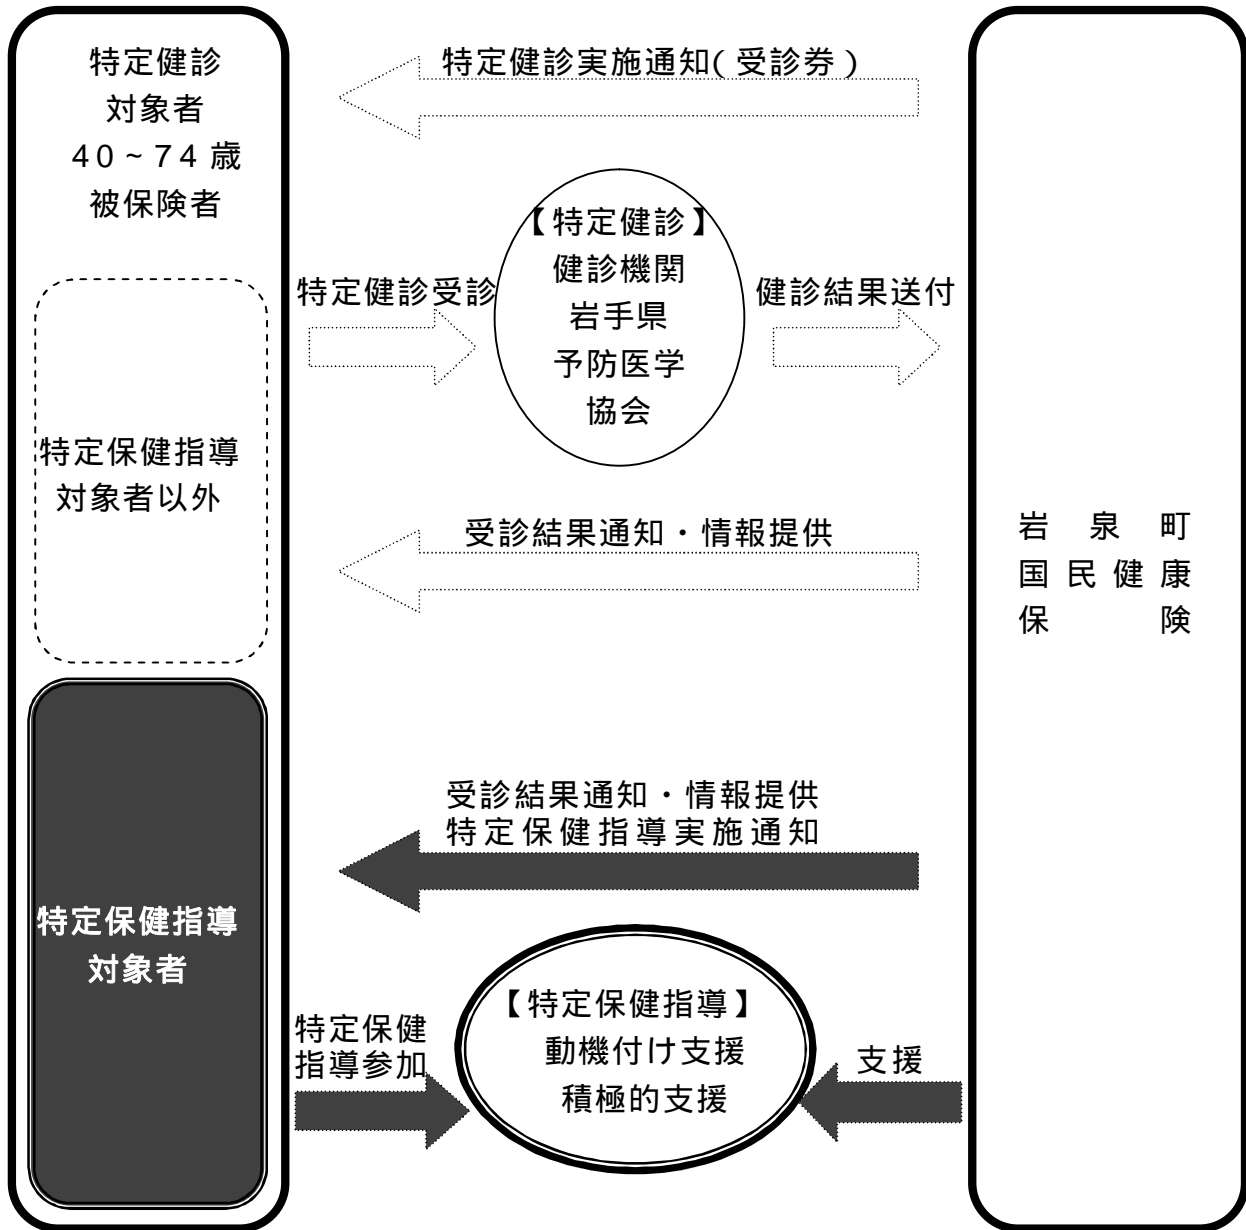 特定健診
対象者
40~74歳
被保険者
特定健診実施通知(受診券)
特定健診受診
【特定健診】
健診機関
岩手県
予防医学
協会
健診結果送付
特定保健指導
対象者以外
受診結果通知・情報提供
岩泉町
国民健康
保険
受診結果通知・情報提供
特定保健指導実施通知
特定保健指導
対象者
特定保健
指導参加
【特定保健指導】
動機付け支援
積極的支援
支援